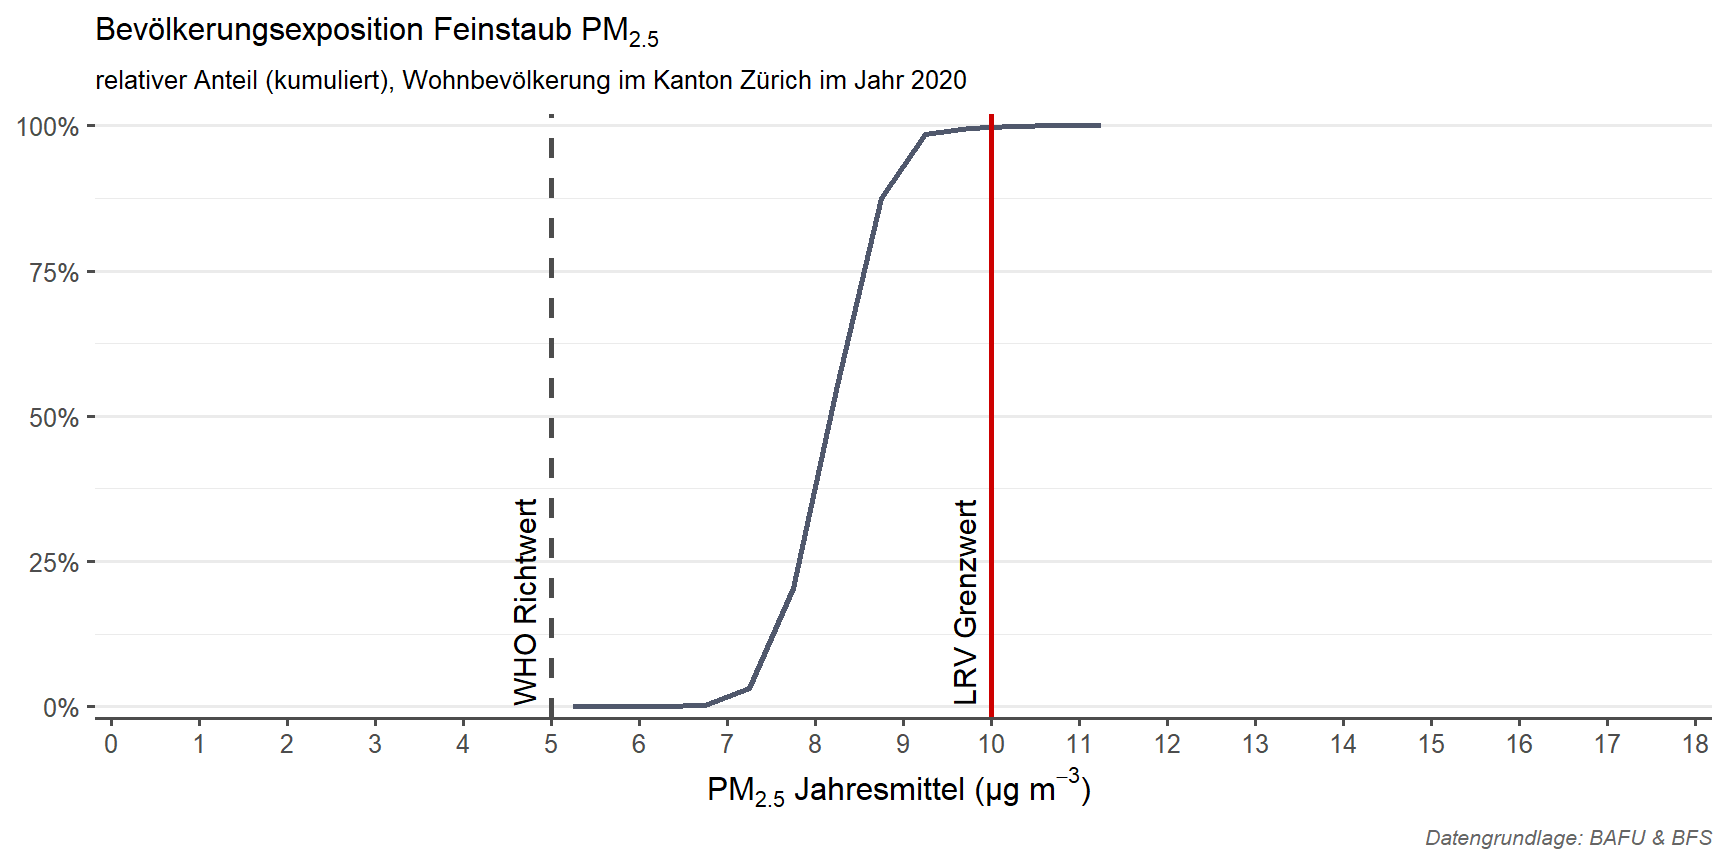 Bevölkerungsexposition Feinstaub PM2.5
relativer Anteil (kumuliert), Wohnbevölkerung im Kanton Zürich im Jahr 2020
100%
75%
50%
25%
0%
WHO Richtwert
LRV Grenzwert
0 1 2 3 4 5 6 7 8 9 10 11 12 13 14 15 16 17 18
PM2.5 Jahresmittel (µg m−3)
Datengrundlage: BAFU & BFS